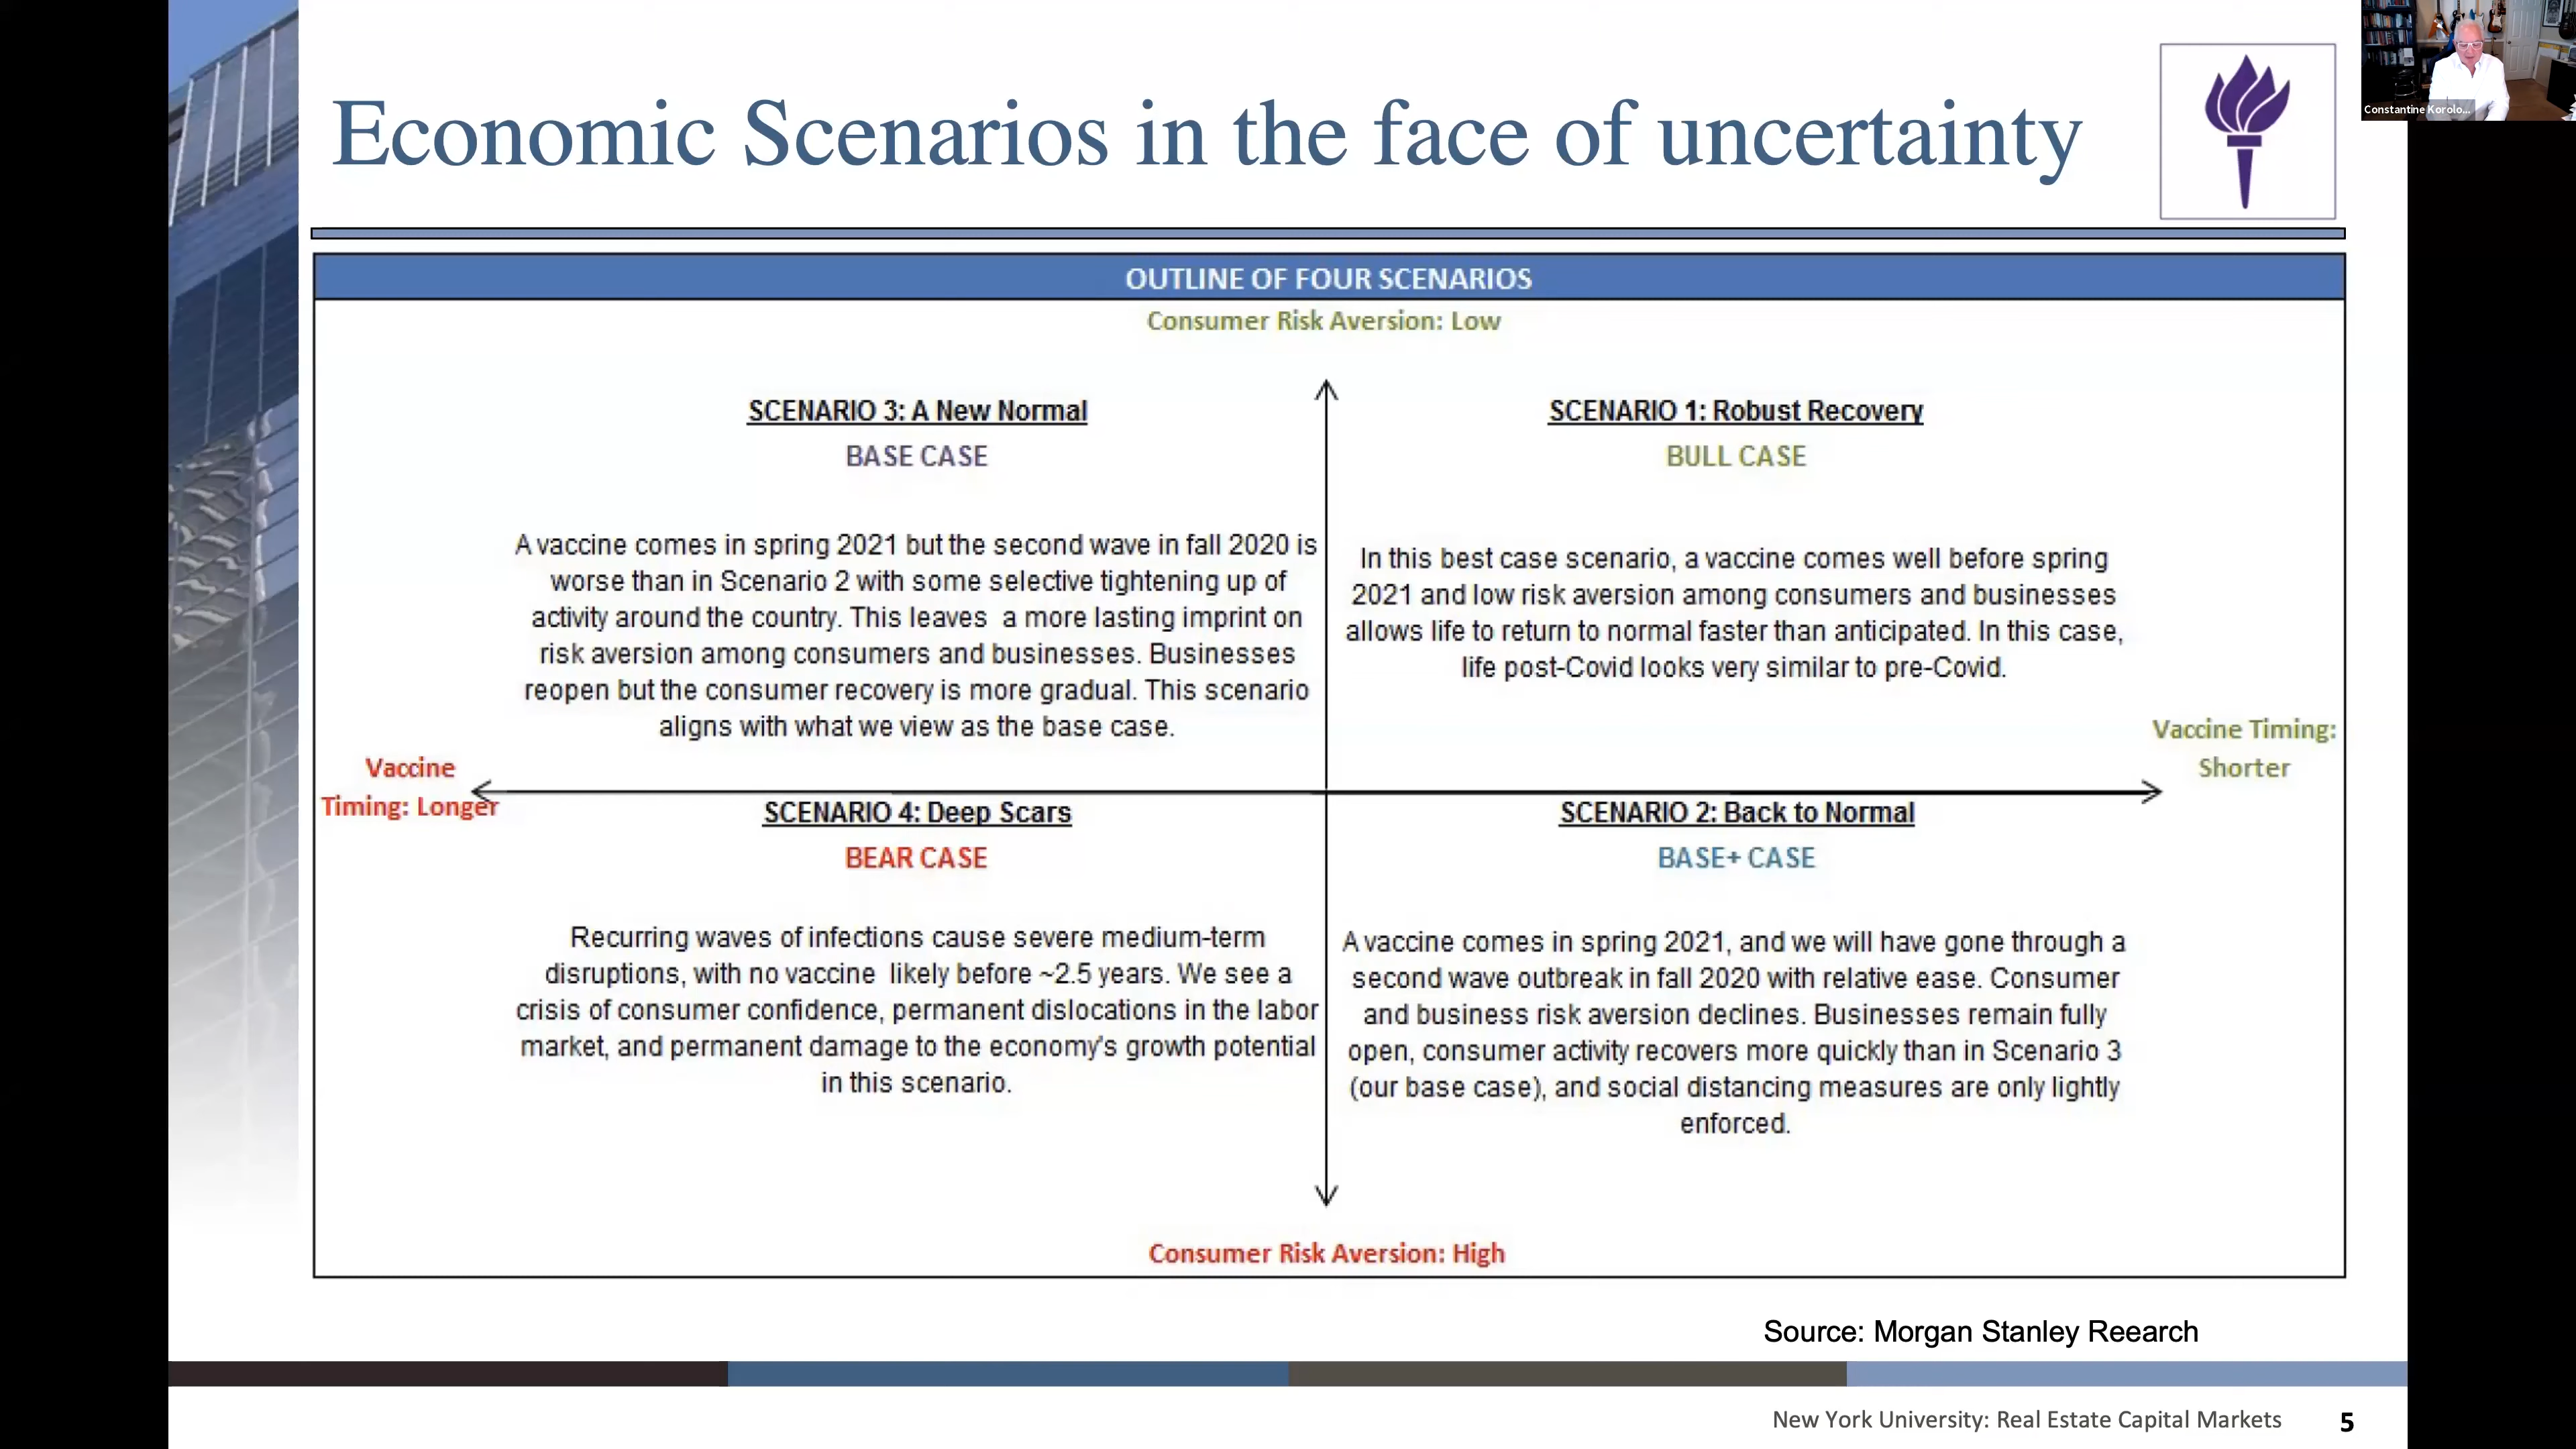 Economic Scenarios in the face of uncertainty
Constantine Korolo...
OUTLINE OF FOUR SCENARIOS
Consumer Risk Aversion: Low
SCENARIO 3: A New Normal
BASE CASE
A vaccine comes in spring 2021 but the second wave in fall 2020 is
worse than in Scenario 2 with some selective tightening up of
activity around the country. This leaves a more lasting imprint on
risk aversion among consumers and businesses. Businesses
reopen but the consumer recovery is more gradual. This scenario
aligns with what we view as the base case.
SCENARIO 1: Robust Recovery
BULL CASE
In this best case scenario, a vaccine comes well before spring
2021 and low risk aversion among consumers and businesses
allows life to return to normal faster than anticipated. In this case,
life post-Covid looks very similar to pre-Covid.
Vaccine
Timing: Longer
Vaccine Timing:
Shorter
SCENARIO 4: Deep Scars
BEAR CASE
Recurring waves of infections cause severe medium-term
disruptions, with no vaccine likely before ~2.5 years. We see a
crisis of consumer confidence, permanent dislocations in the labor
market, and permanent damage to the economy's growth potential
in this scenario.
SCENARIO 2: Back to Normal
BASE+ CASE
A vaccine comes in spring 2021, and we will have gone through a
second wave outbreak in fall 2020 with relative ease. Consumer
and business risk aversion declines. Businesses remain fully
open, consumer activity recovers more quickly than in Scenario 3
(our base case), and social distancing measures are only lightly
enforced.
Consumer Risk Aversion: High
Source: Morgan Stanley Reearch
New York University: Real Estate Capital Markets
5